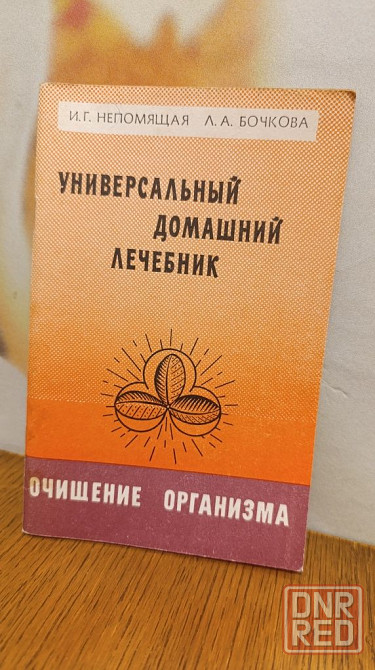 И.Г. НЕПОМЯЩАЯ Л.А. БОЧКОВА
УНИВЕРСАЛЬНЫЙ
ДОМАШНИЙ
ЛЕЧЕБНИК
ОЧИЩЕНИЕ ОРГАНИЗМА
DNR
RED